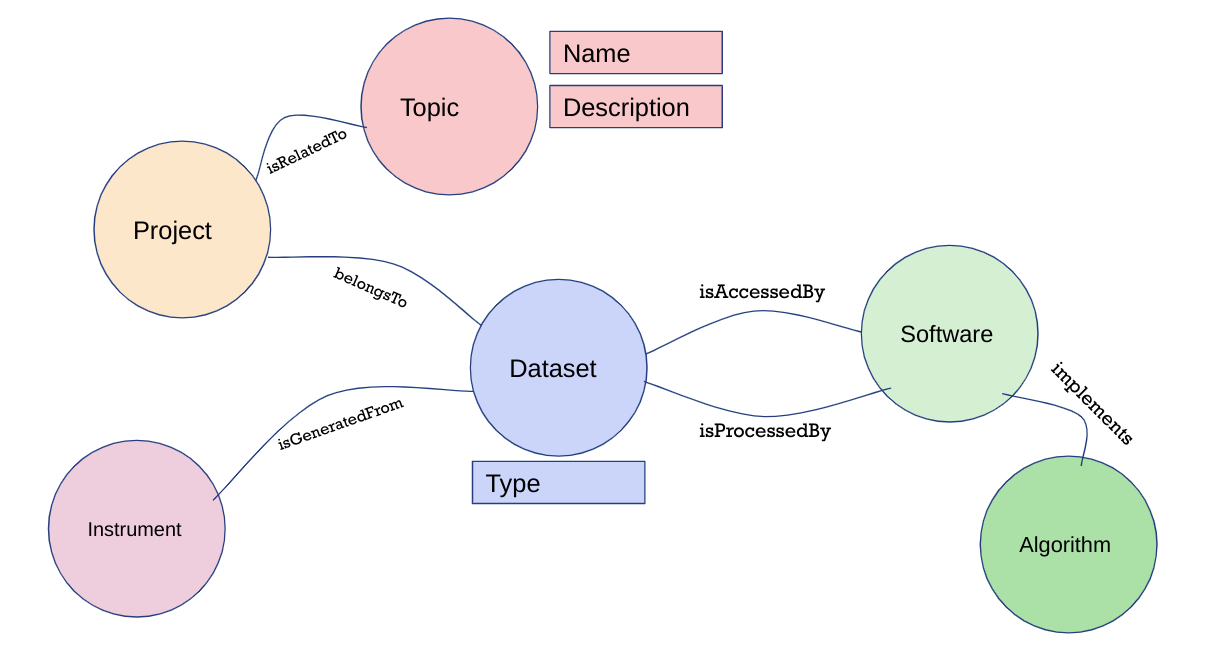 Name
Topic
Description
isRelatedTo
Project
belongsTo
isAccessedBy
Software
Dataset
implements
isGeneratedFrom
isProcessedBy
Type
Instrument
Algorithm